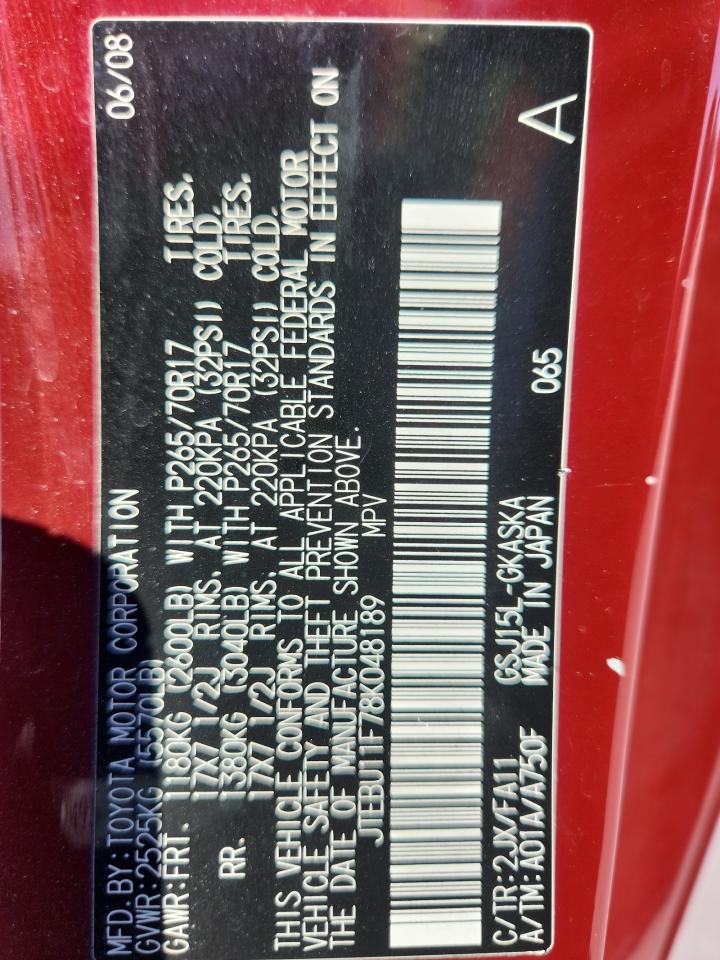 MFD.BY:TOYOTA MOTOR CORPORATION 06/08
GVWR:2525KG (5570LB)
GAWR:FRT. 1180KG (2600LB) WITH P265/70R17 TIRES,
17X7 1/2J RIMS, AT 220KPA (32PSI) COLD.
RR. 1380KG (3040LB) WITH P265/70R17 TIRES,
17X7 1/2J RIMS, AT 220KPA (32PSI) COLD.
THIS VEHICLE CONFORMS TO ALL APPLICABLE FEDERAL MOTOR
VEHICLE SAFETY AND THEFT PREVENTION STANDARDS IN EFFECT ON
THE DATE OF MANUFACTURE SHOWN ABOVE.
JTEBU11F78K048189 MPV
C/TR:2JX/FA11 GSJ15L-GKASKA
A/TM:A01A/A750F MADE IN JAPAN 065 A